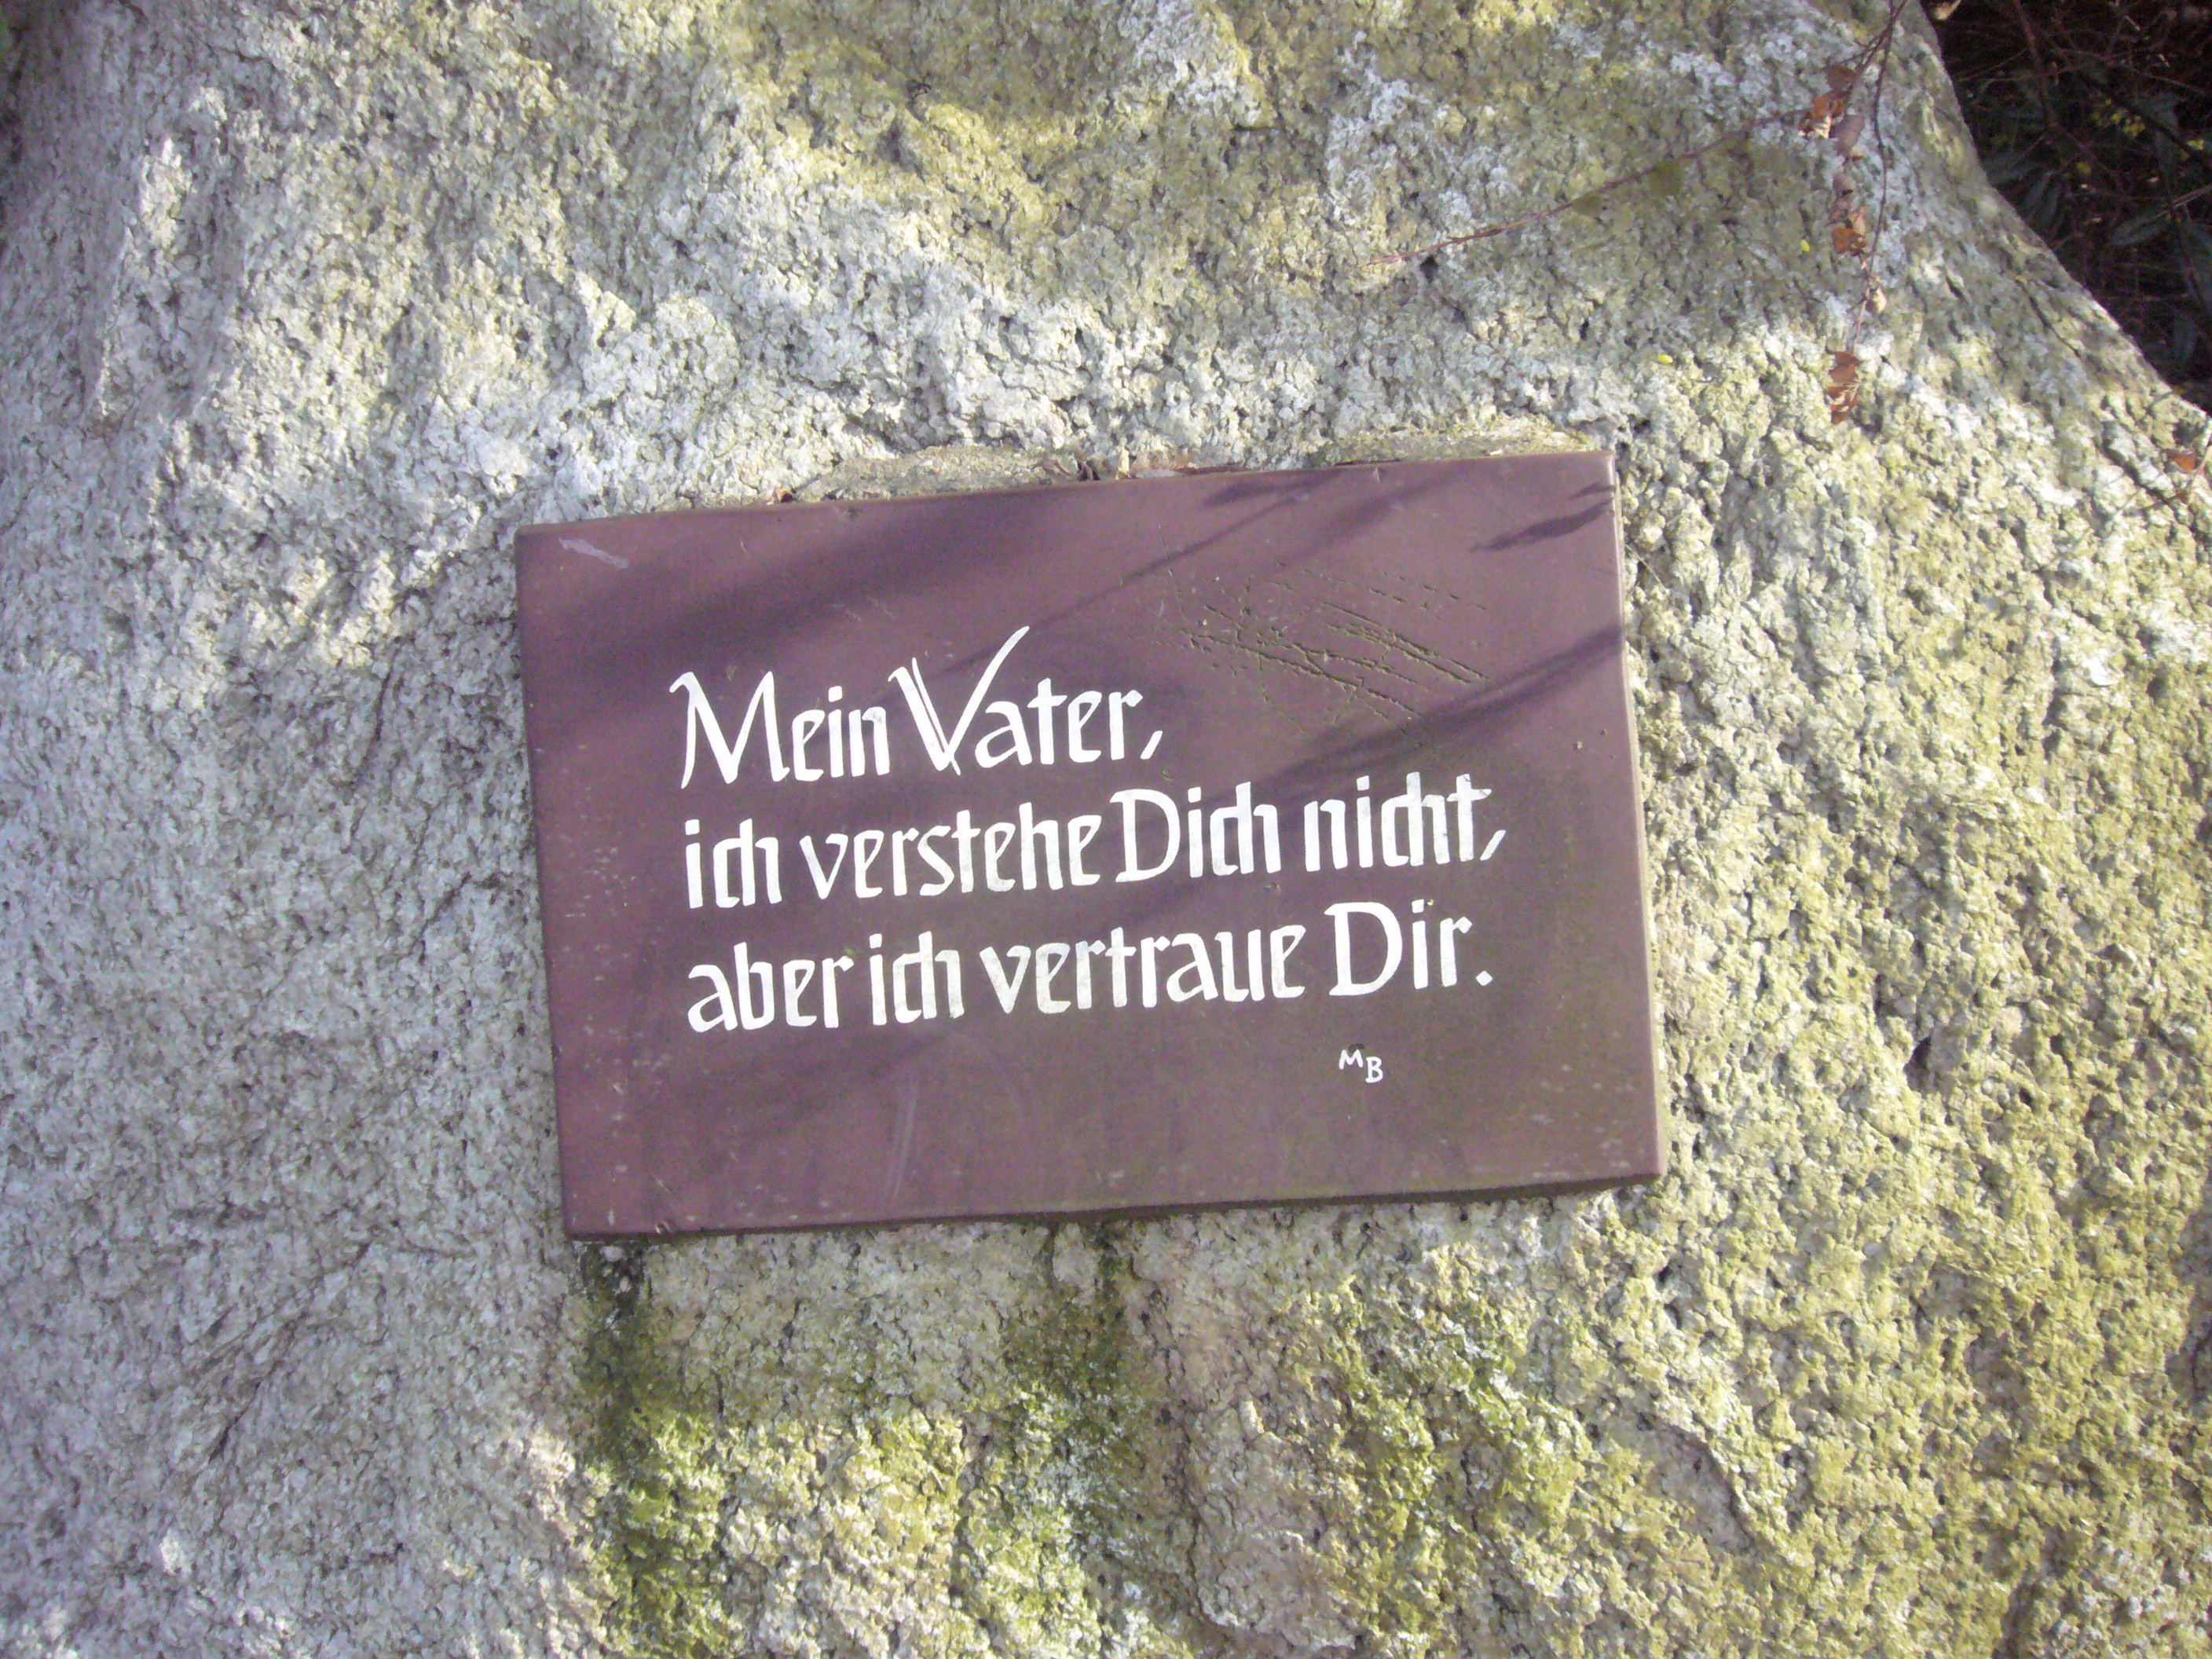 Mein Vater,
ich verstehe Dich nicht,
aber ich vertraue Dir.
MB